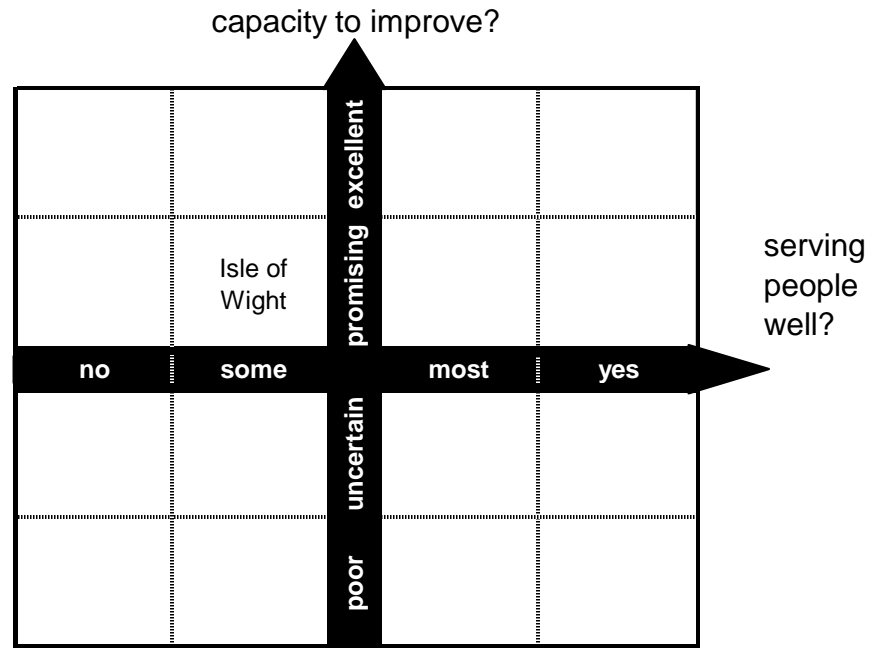 capacity to improve?
excellent
promising
Isle of
Wight
serving
people
well?
no
some
most
yes
uncertain
poor